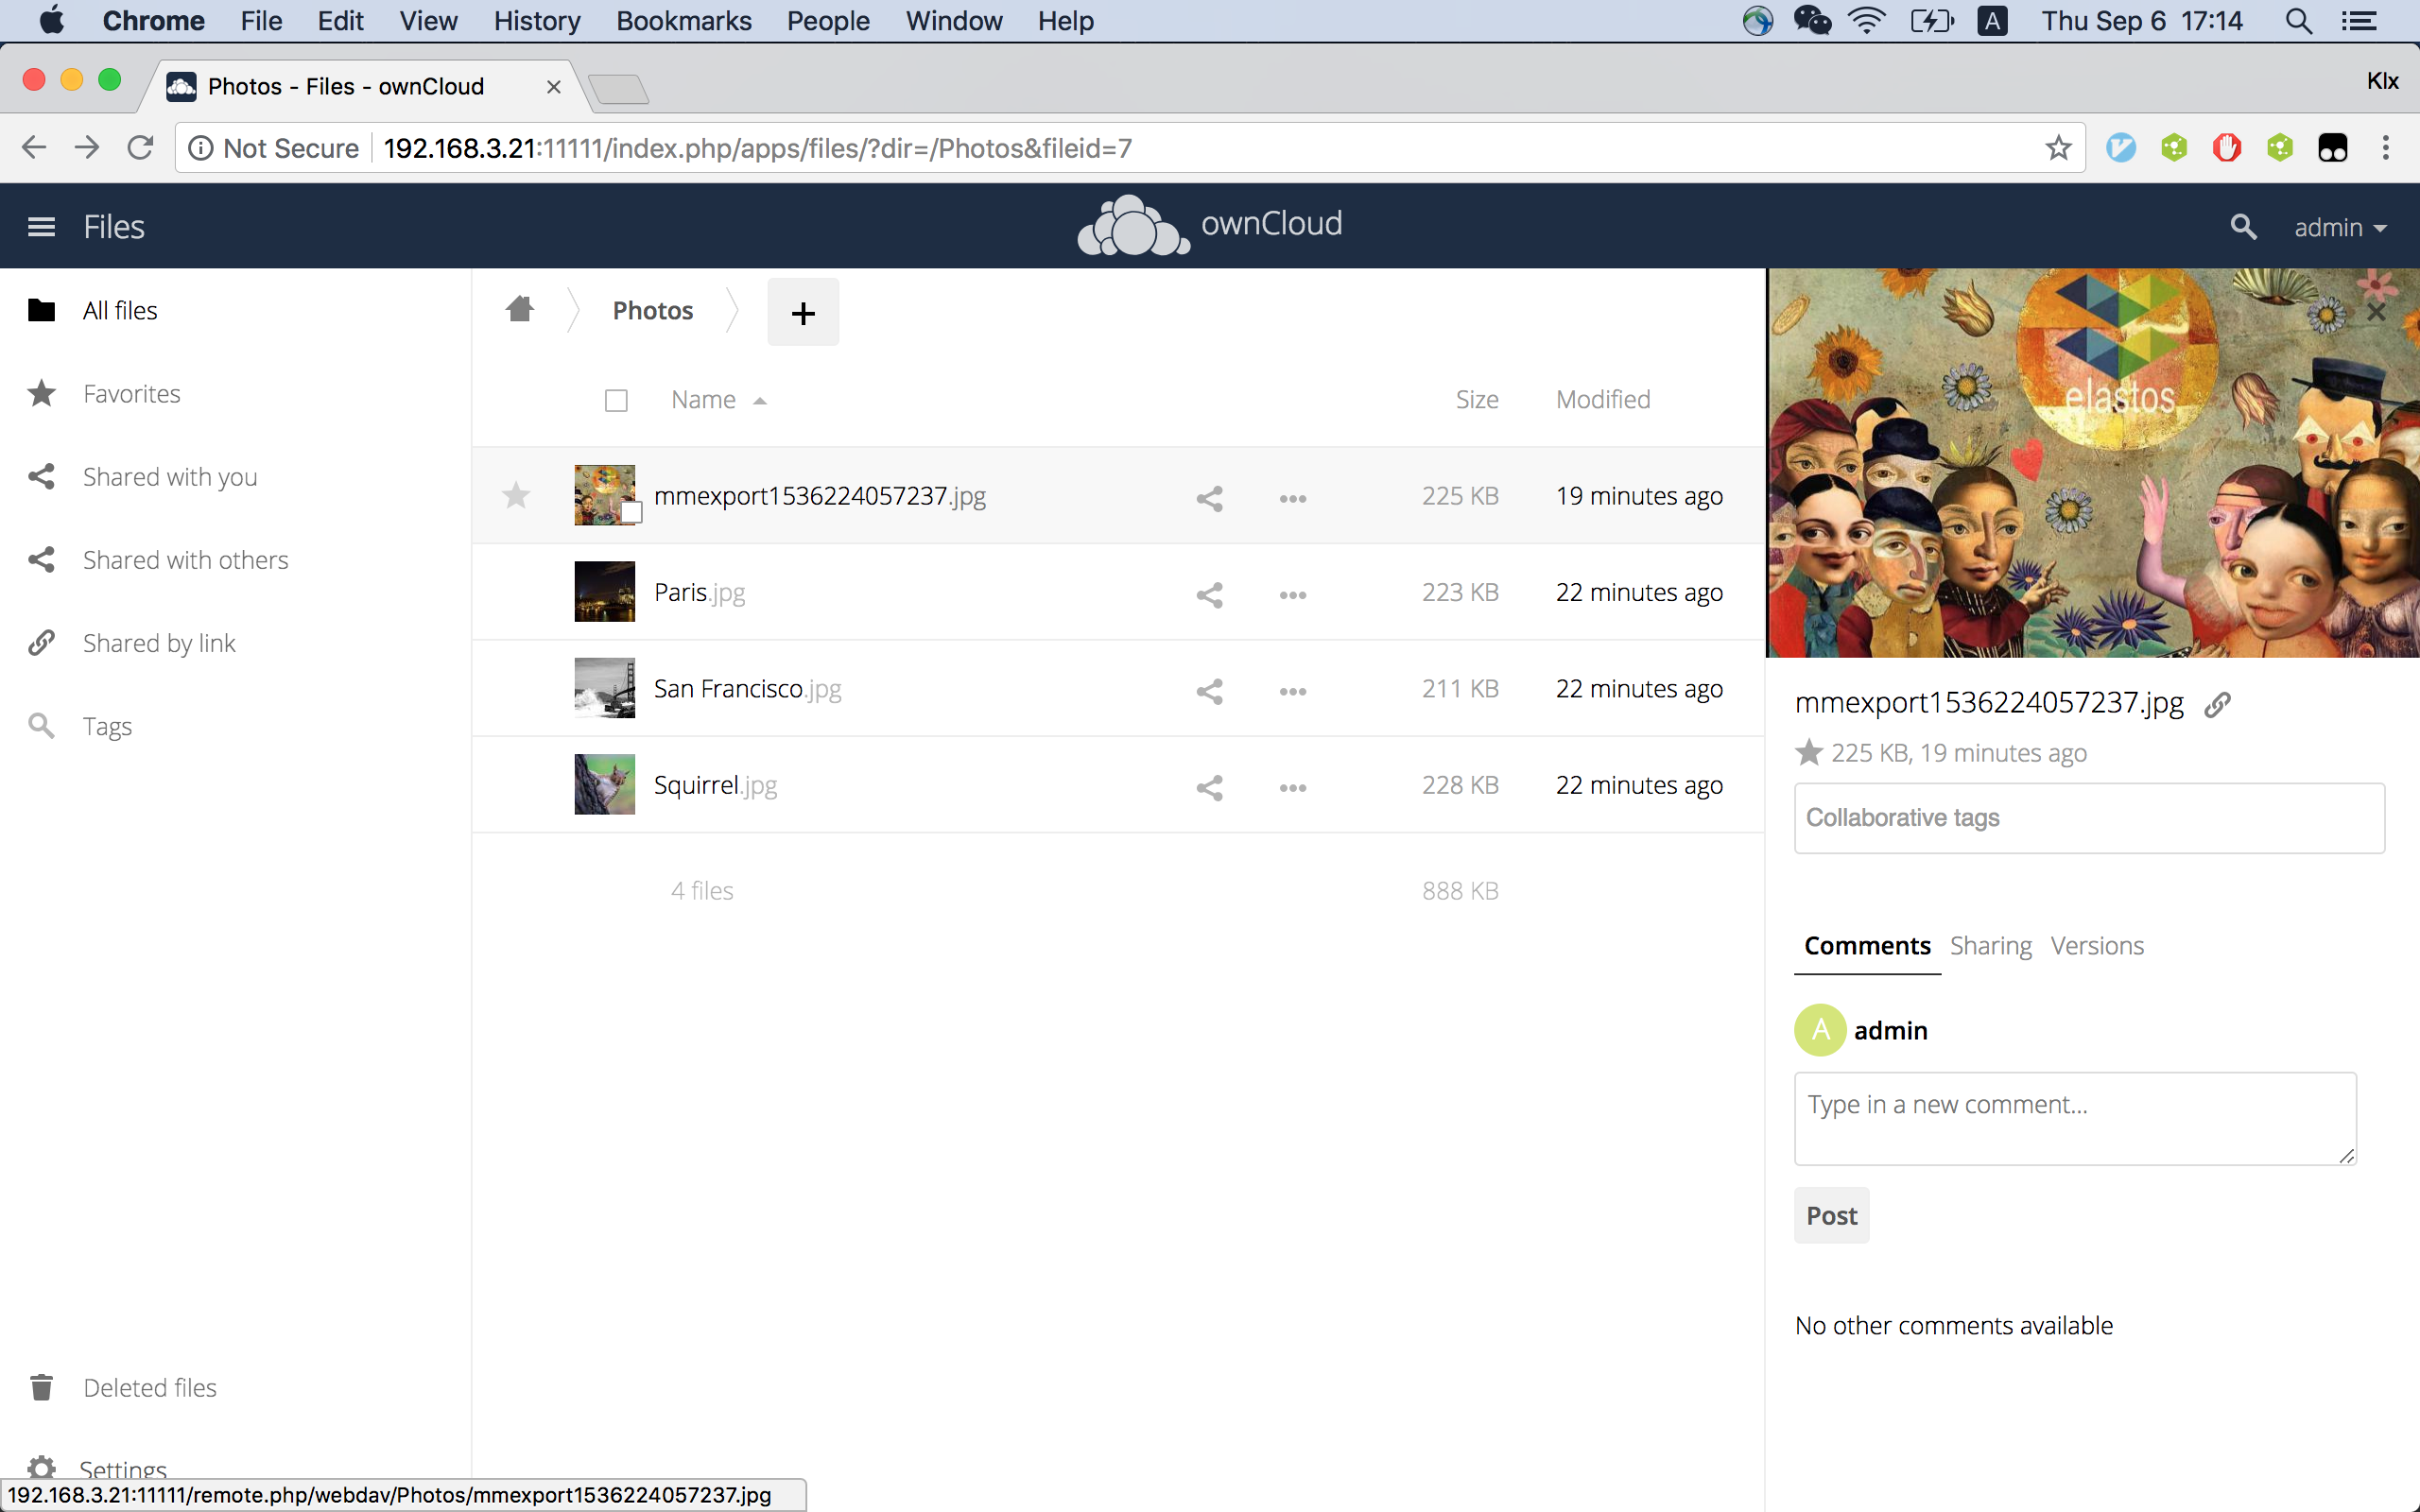 Chrome File Edit View History Bookmarks People Window Help A Thu Sep 6 17:14
Photos - Files - ownCloud Klx
Not Secure 192.168.3.21:11111/index.php/apps/files/?dir=/Photos&fileid=7
Files ownCloud admin
All files
Favorites
Shared with you
Shared with others
Shared by link
Tags
Deleted files
Settings
Photos +
Name Size Modified
mmexport1536224057237.jpg 225 KB 19 minutes ago
Paris.jpg 223 KB 22 minutes ago
San Francisco.jpg 211 KB 22 minutes ago
Squirrel.jpg 228 KB 22 minutes ago
4 files 888 KB
elastos
mmexport1536224057237.jpg
225 KB, 19 minutes ago
Collaborative tags
Comments Sharing Versions
A admin
Type in a new comment...
Post
No other comments available
192.168.3.21:11111/remote.php/webdav/Photos/mmexport1536224057237.jpg